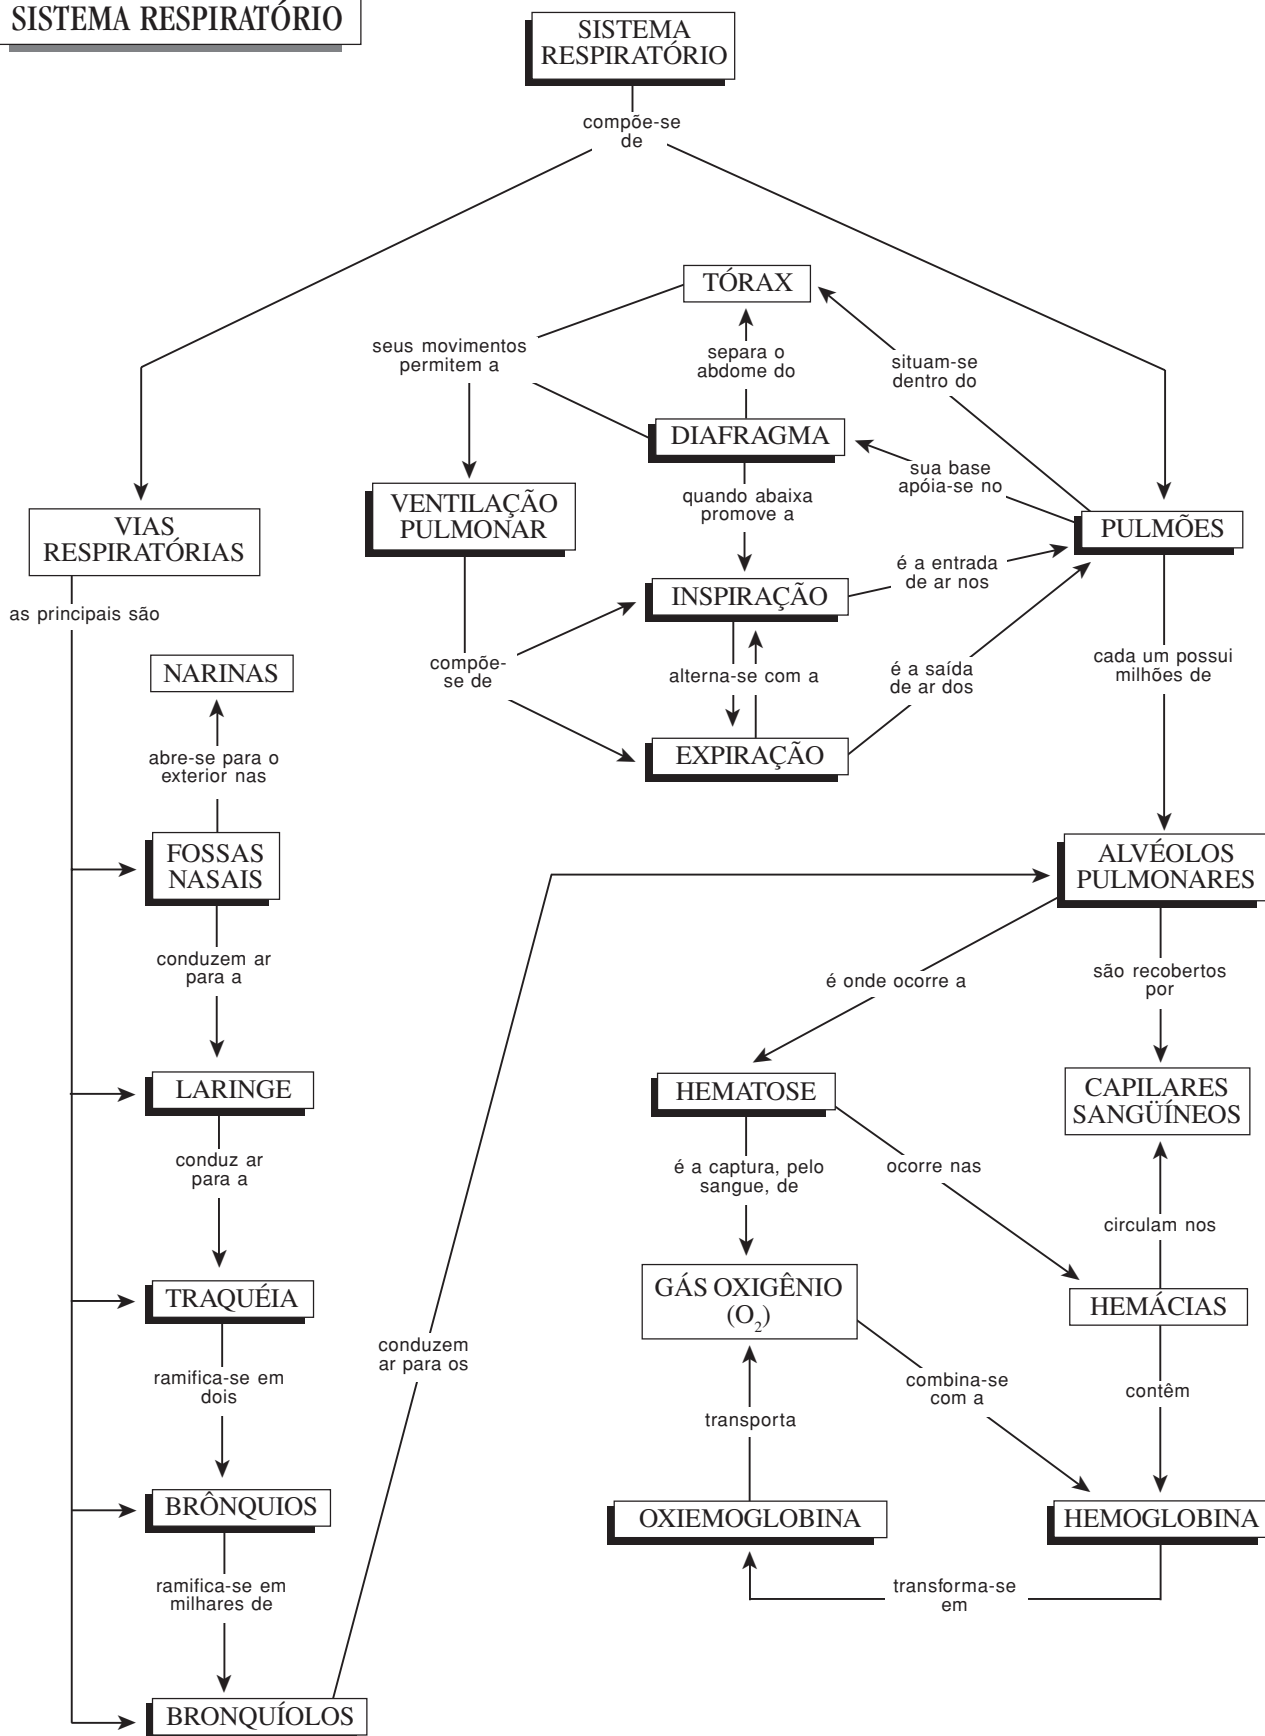 SISTEMA RESPIRATÓRIO
SISTEMA
RESPIRATÓRIO
compõe-se
de
TÓRAX
seus movimentos
permitem a
separa o
abdome do
situam-se
dentro do
DIAFRAGMA
sua base
apóia-se no
quando abaixa
promove a
VENTILAÇÃO
PULMONAR
PULMÕES
VIAS
RESPIRATÓRIAS
é a entrada
de ar nos
INSPIRAÇÃO
as principais são
compõe-
se de
alterna-se com a
é a saída
de ar dos
cada um possui
milhões de
NARINAS
EXPIRAÇÃO
abre-se para o
exterior nas
FOSSAS
NASAIS
ALVÉOLOS
PULMONARES
conduzem ar
para a
é onde ocorre a
são recobertos
por
LARINGE
HEMATOSE
CAPILARES
SANGÜÍNEOS
conduz ar
para a
é a captura, pelo
sangue, de
ocorre nas
circulam nos
TRAQUÉIA
GÁS OXIGÊNIO
(O₂)
HEMÁCIAS
conduzem
ar para os
ramifica-se em
dois
combina-se
com a
contêm
transporta
BRÔNQUIOS
OXIEMOGLOBINA
HEMOGLOBINA
ramifica-se em
milhares de
transforma-se
em
BRONQUÍOLOS